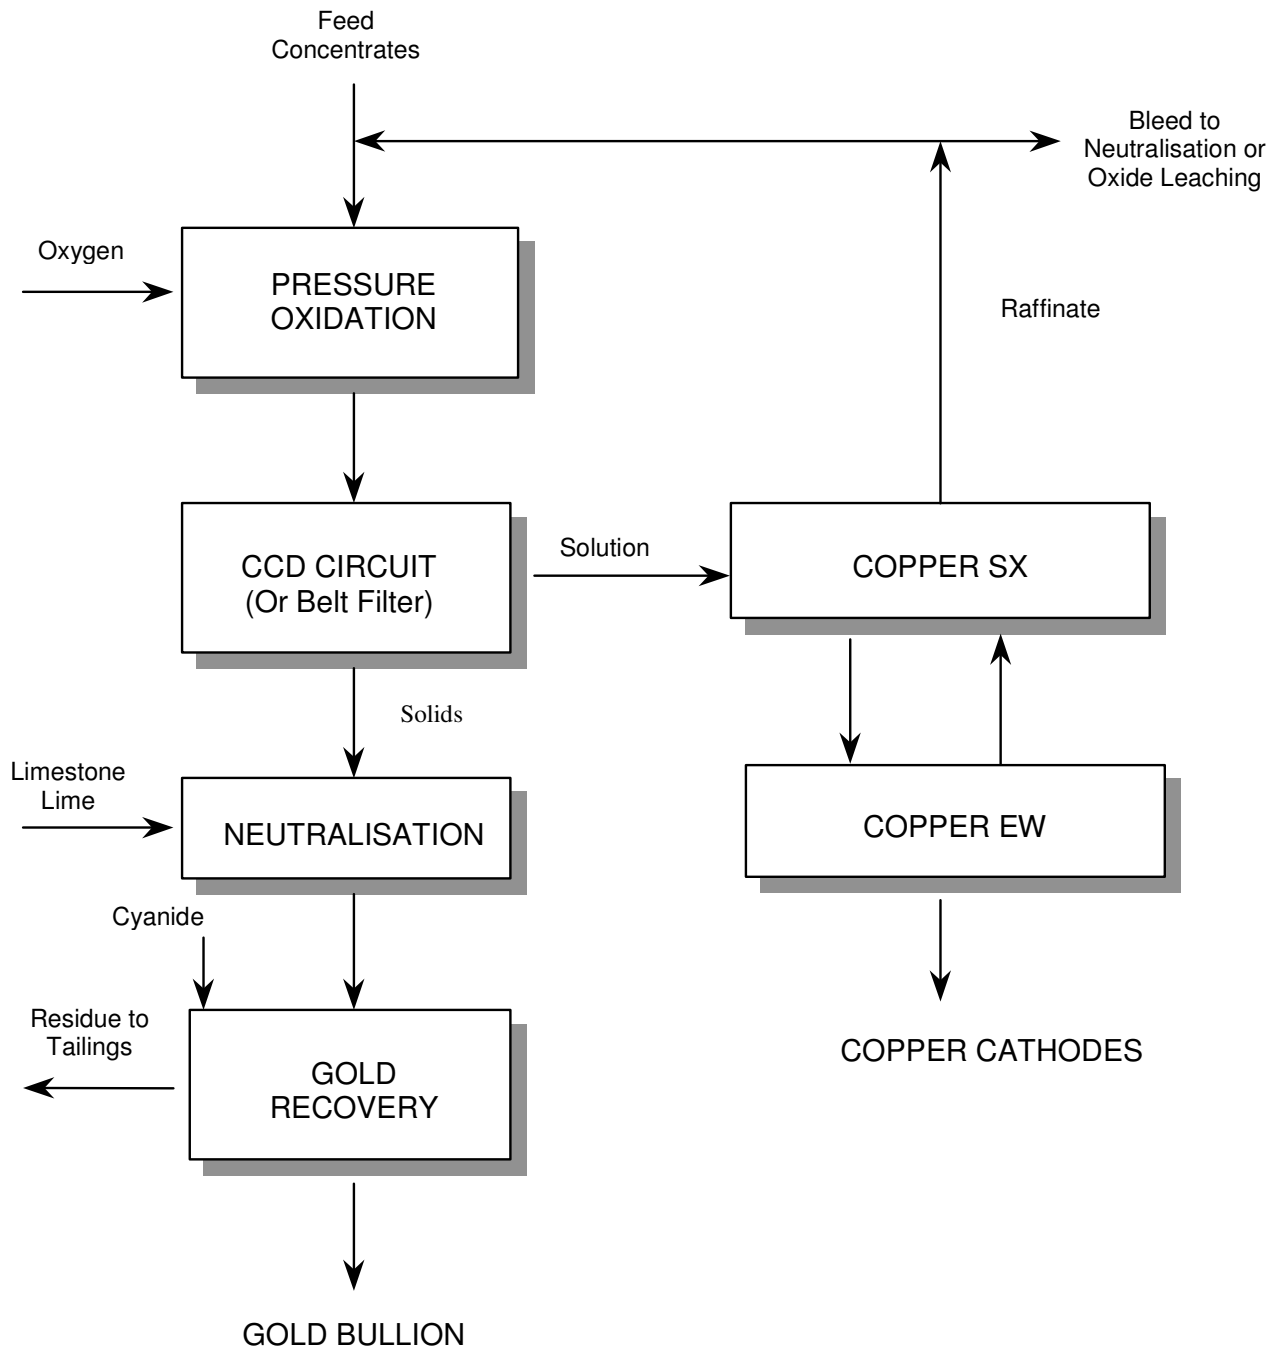 Feed
Concentrates
Bleed to
Neutralisation or
Oxide Leaching
Oxygen
PRESSURE
OXIDATION
Raffinate
CCD CIRCUIT
(Or Belt Filter)
Solution
COPPER SX
Solids
Limestone
Lime
NEUTRALISATION
COPPER EW
Cyanide
Residue to
Tailings
GOLD
RECOVERY
COPPER CATHODES
GOLD BULLION